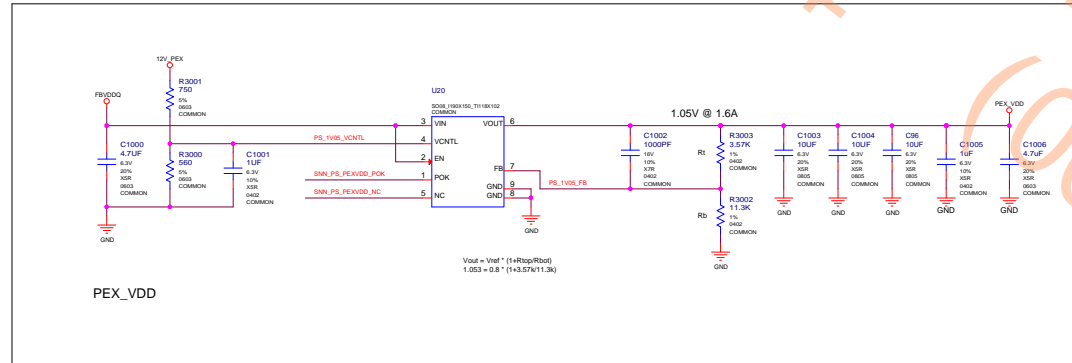 12V_PEX
FBVDDQ
R3001
750
5%
0603
COMMON
C1000
4.7UF
6.3V
20%
X5R
0603
COMMON
GND
R3000
560
5%
0603
COMMON
C1001
1UF
6.3V
10%
X5R
0402
COMMON
PS_1V05_VCNTL
SNN_PS_PEXVDD_POK
SNN_PS_PEXVDD_NC
U20
SO08_I190X150_TI118X102
COMMON
3 VIN
4 VCNTL
2 EN
1 POK
5 NC
VOUT 6
FB 7
GND 9
GND 8
GND
PS_1V05_FB
1.05V @ 1.6A
C1002
1000PF
16V
10%
X7R
0402
COMMON
Rt
R3003
3.57K
1%
0402
COMMON
Rb
R3002
11.3K
1%
0402
COMMON
GND
C1003
10UF
6.3V
20%
X5R
0805
COMMON
GND
C1004
10UF
6.3V
20%
X5R
0805
COMMON
GND
C96
10UF
6.3V
20%
X5R
0805
COMMON
GND
C1005
1uF
6.3V
10%
X5R
0402
COMMON
GND
PEX_VDD
C1006
4.7uF
6.3V
20%
X5R
0603
COMMON
GND
Vout = Vref * (1+Rtop/Rbot)
1.053 = 0.8 * (1+3.57k/11.3k)
PEX_VDD